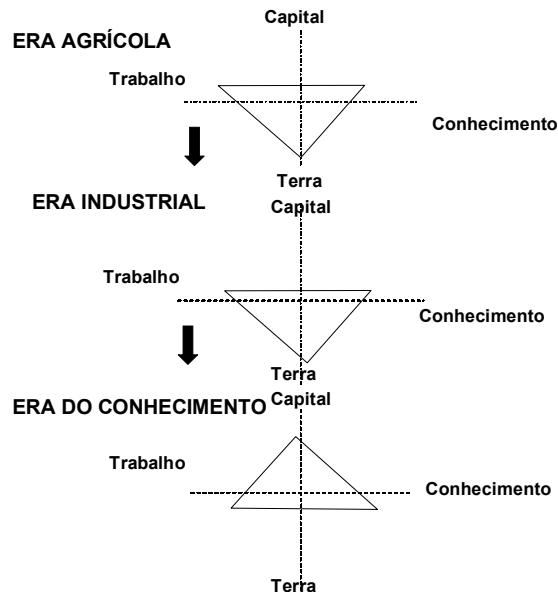 Capital
ERA AGRÍCOLA
Trabalho
Conhecimento
Terra
ERA INDUSTRIAL
Capital
Trabalho
Conhecimento
Terra
ERA DO CONHECIMENTO
Capital
Trabalho
Conhecimento
Terra